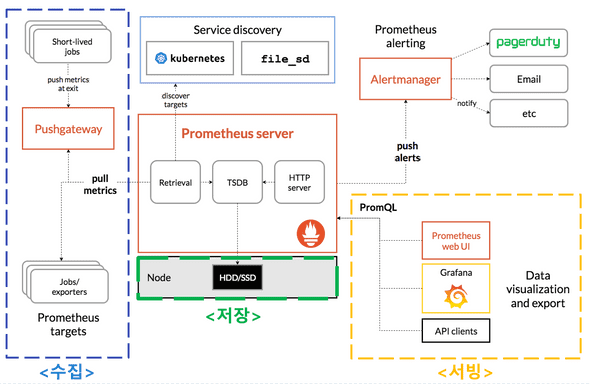 Short-lived
jobs
push metrics
at exit
Pushgateway
pull
metrics
Jobs/
exporters
Prometheus
targets
<수집>
Service discovery
kubernetes
file_sd
discover
targets
Prometheus server
Retrieval
TSDB
HTTP
server
Node
HDD/SSD
<저장>
Prometheus
alerting
Alertmanager
pagerduty
Email
notify
etc
push
alerts
PromQL
Prometheus
web UI
Grafana
API clients
Data
visualization
and export
<서빙>